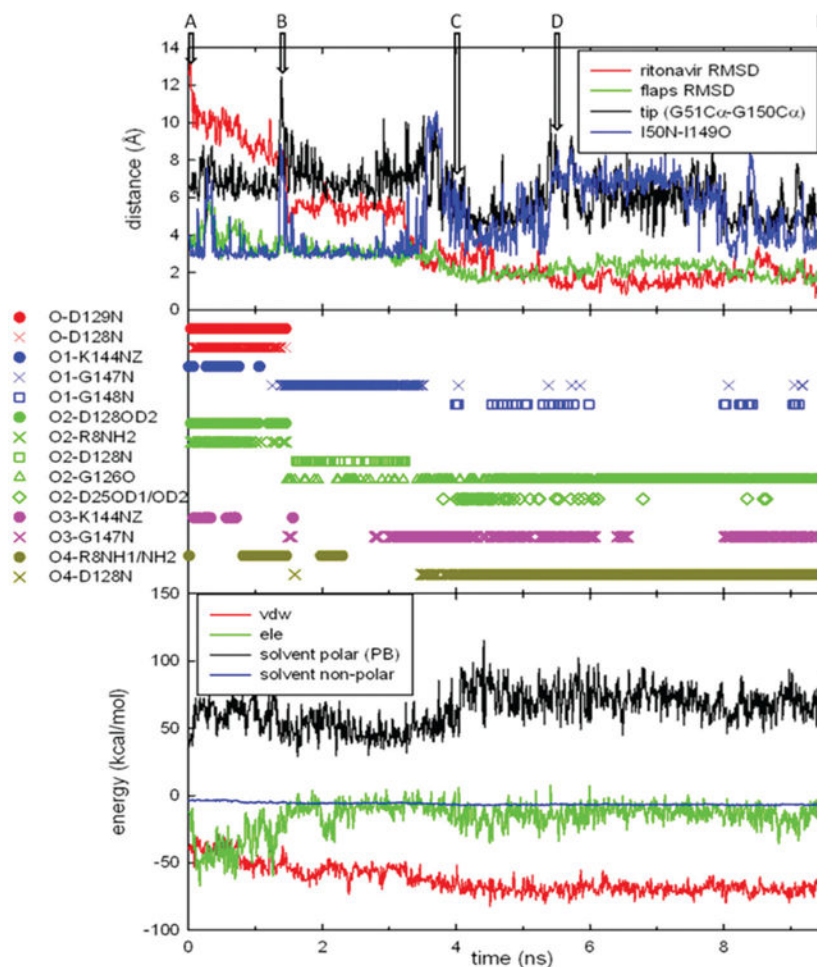 A B C D
14
12
10
8
6
4
2
0
distance (Å)
ritonavir RMSD
flaps RMSD
tip (G51Cα-G150Cα)
I50N-I149O
O-D129N
O-D128N
O1-K144NZ
O1-G147N
O1-G148N
O2-D128OD2
O2-R8NH2
O2-D128N
O2-G126O
O2-D25OD1/OD2
O3-K144NZ
O3-G147N
O4-R8NH1/NH2
O4-D128N
150
100
50
0
-50
-100
energy (kcal/mol)
vdw
ele
solvent polar (PB)
solvent non-polar
0 2 4 6 8
time (ns)